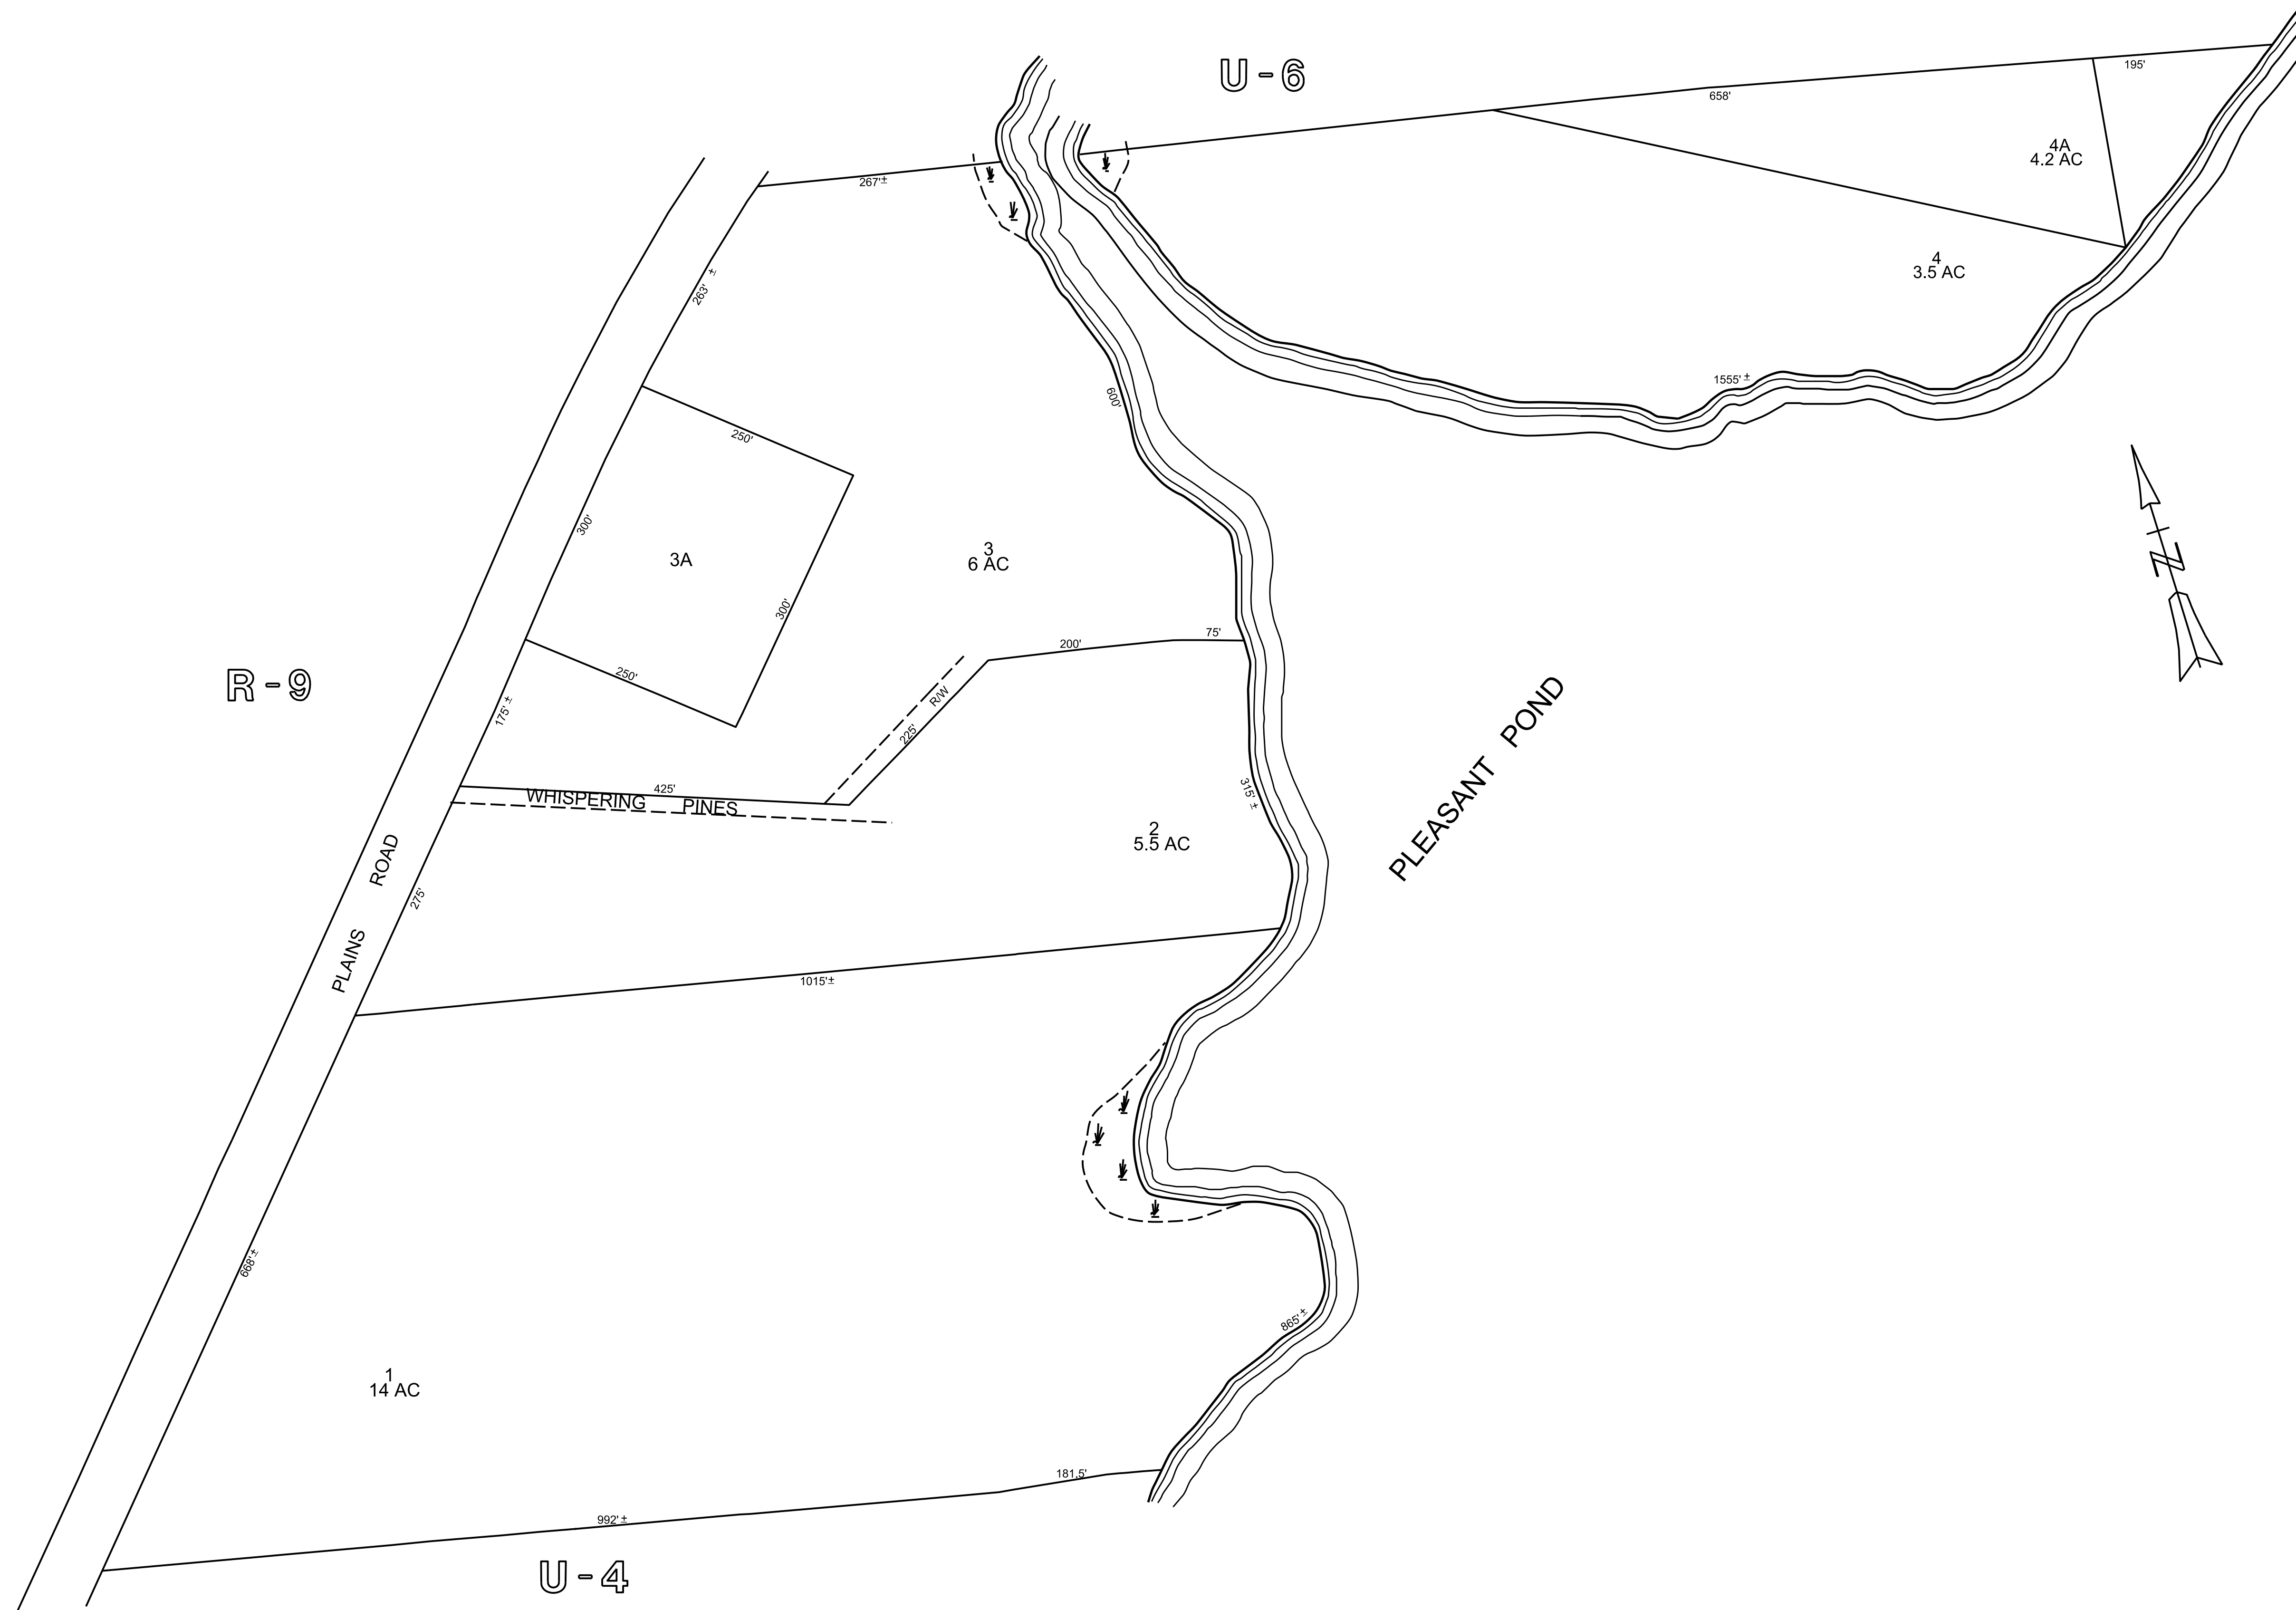 U-6
195'
658'
4A
4.2 AC
267'±
4
3.5 AC
263' ±
1555' ±
600'
250'
300'
3A
3
6 AC
N
300'
200'
75'
250'
R-9
R/W
175' ±
225'
PLEASANT POND
425'
WHISPERING PINES
315' ±
2
5.5 AC
PLAINS ROAD
275'
1015'±
668'±
865'±
1
14 AC
181.5'
992'±
U-4